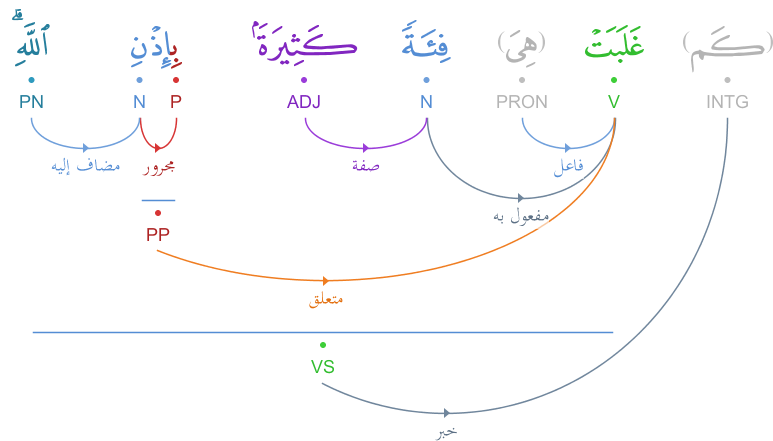 (كَم) غَلَبَتْ (هِيَ) فِئَةً كَثِيرَةًۢ بِإِذْنِ ٱللَّهِۗ
INTG V PRON N ADJ P N PN
فاعل صفة مجرور مضاف إليه
مفعول به
PP
متعلق
VS
خبر